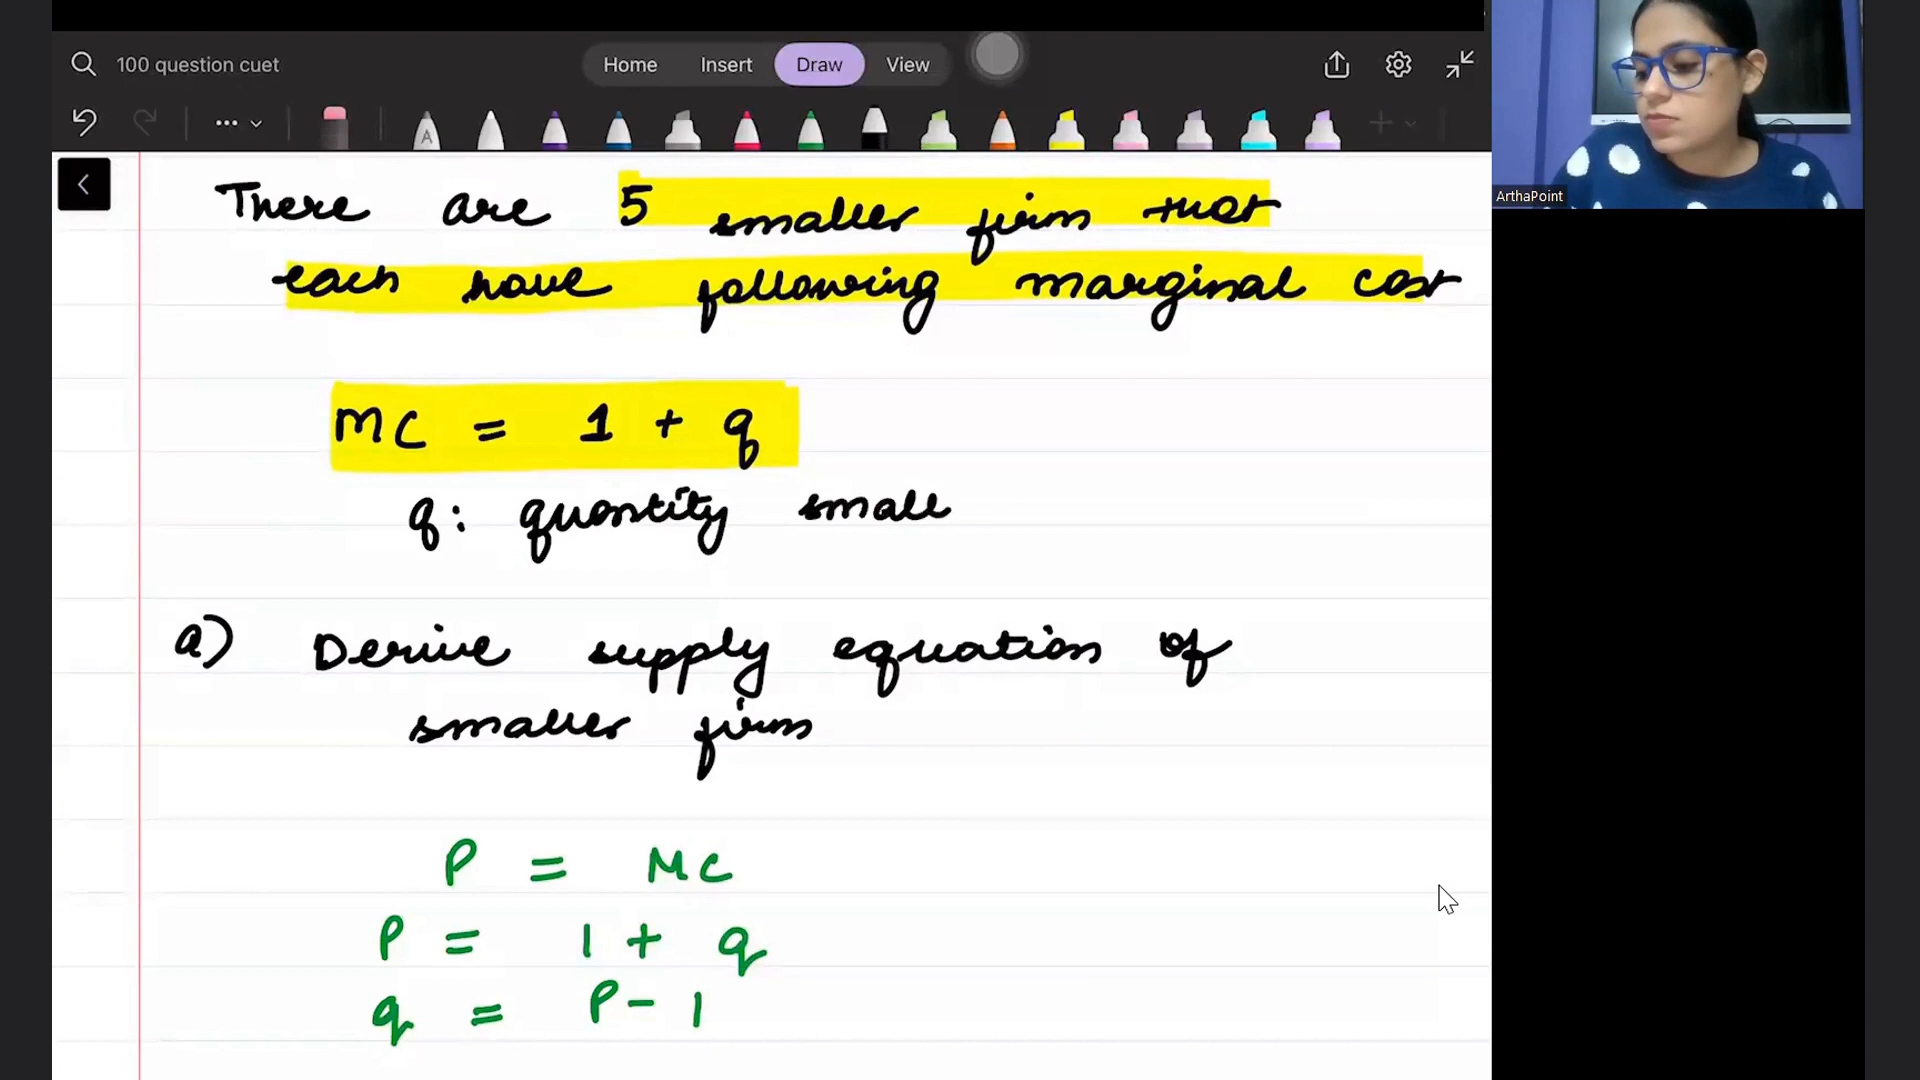 100 question cuet
Home Insert Draw View
ArthaPoint
There are 5 smaller firm that
each have following marginal cost
MC = 1 + q
q: quantity small
a) Derive supply equation of
smaller firm
P = MC
P = 1 + q
q = P - 1